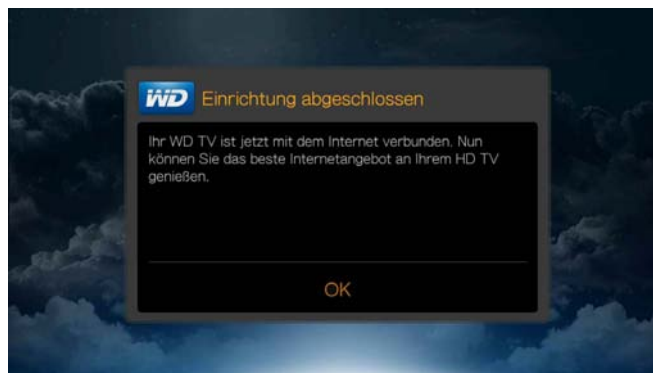 WD Einrichtung abgeschlossen
Ihr WD TV ist jetzt mit dem Internet verbunden. Nun
können Sie das beste Internetangebot an Ihrem HD TV
genießen.
OK